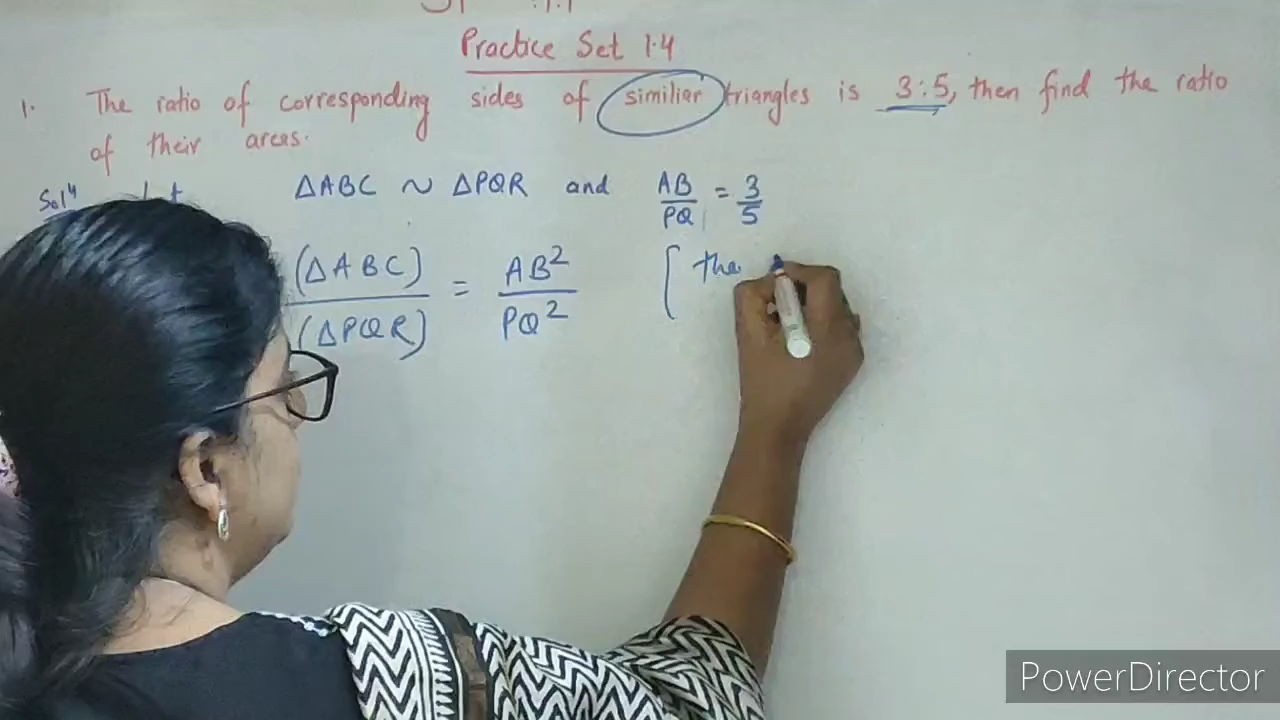 Practice Set 1.4
1. The ratio of corresponding sides of similiar triangles is 3:5, then find the ratio
of their areas.
Solⁿ ΔABC ~ ΔPQR and AB/PQ = 3/5
(ΔABC)/(ΔPQR) = AB²/PQ² [the
PowerDirector